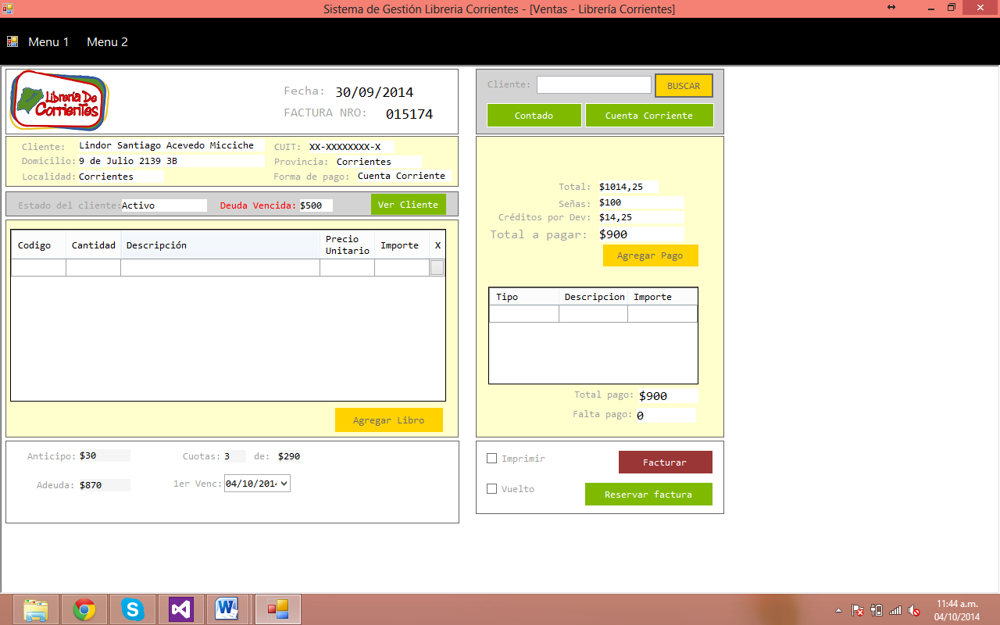 Sistema de Gestión Libreria Corrientes - [Ventas - Librería Corrientes]
Menu 1 Menu 2
Librería De
Corrientes
Fecha: 30/09/2014
FACTURA NRO: 015174
Cliente: Lindor Santiago Acevedo Micciche CUIT: XX-XXXXXXXX-X
Domicilio: 9 de Julio 2139 3B Provincia: Corrientes
Localidad: Corrientes Forma de pago: Cuenta Corriente
Estado del cliente: Activo Deuda Vencida: $500 Ver Cliente
Codigo Cantidad Descripción Precio Unitario Importe X
Agregar Libro
Anticipo: $30 Cuotas: 3 de: $290
Adeuda: $870 1er Venc: 04/10/2014
Cliente: BUSCAR
Contado Cuenta Corriente
Total: $1014,25
Señas: $100
Créditos por Dev: $14,25
Total a pagar: $900
Agregar Pago
Tipo Descripcion Importe
Total pago: $900
Falta pago: 0
Imprimir Facturar
Vuelto Reservar factura
11:44 a.m.
04/10/2014